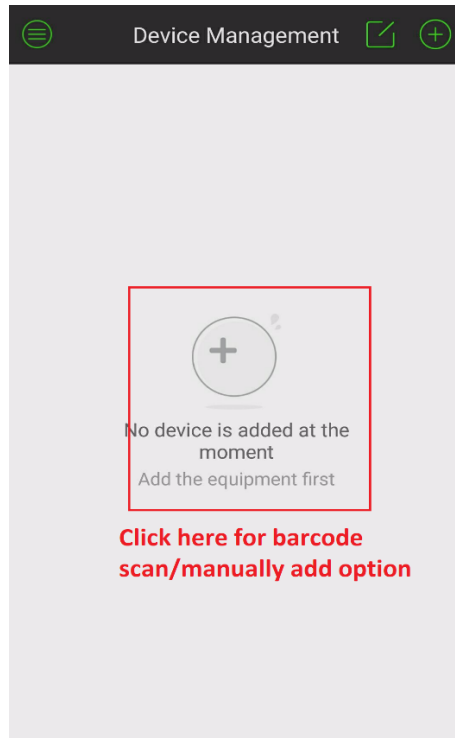 Device Management
No device is added at the
moment
Add the equipment first
Click here for barcode
scan/manually add option